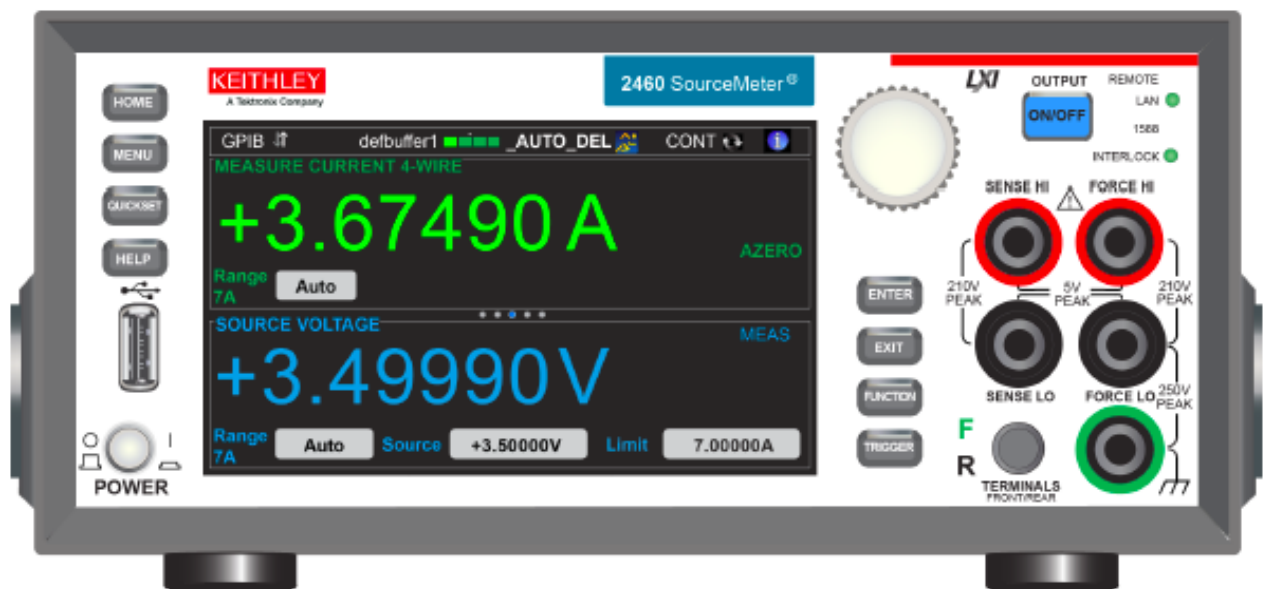 KEITHLEY
A Tektronix Company
2460 SourceMeter®
LXI
OUTPUT
REMOTE
LAN
1588
INTERLOCK
ON/OFF
HOME
MENU
QUICKSET
HELP
GPIB
defbuffer1
_AUTO_DEL
CONT
i
MEASURE CURRENT 4-WIRE
+3.67490 A
AZERO
Range
7A
Auto
SOURCE VOLTAGE
MEAS
+3.49990V
Range
7A
Auto
Source
+3.50000V
Limit
7.00000A
ENTER
EXIT
FUNCTION
TRIGGER
SENSE HI
FORCE HI
210V
PEAK
5V
PEAK
210V
PEAK
SENSE LO
FORCE LO
250V
PEAK
F
R
TERMINALS
FRONT/REAR
POWER